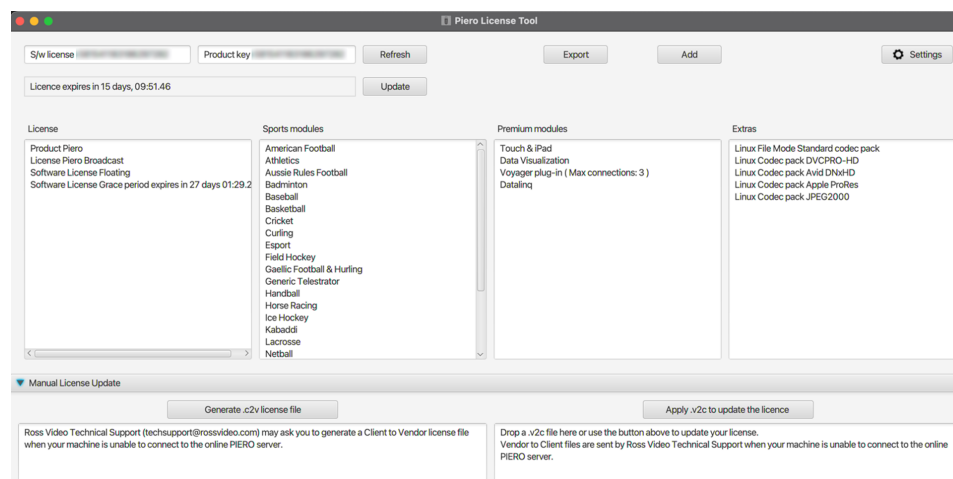 Piero License Tool
S/w license
Product key
Refresh
Export
Add
Settings
Licence expires in 15 days, 09:51.46
Update
License
Product Piero
License Piero Broadcast
Software License Floating
Software License Grace period expires in 27 days 01:29.2
Sports modules
American Football
Athletics
Aussie Rules Football
Badminton
Baseball
Basketball
Cricket
Curling
Esport
Field Hockey
Gaellic Football & Hurling
Generic Telestrator
Handball
Horse Racing
Ice Hockey
Kabaddi
Lacrosse
Netball
Premium modules
Touch & iPad
Data Visualization
Voyager plug-in ( Max connections: 3 )
Datalinq
Extras
Linux File Mode Standard codec pack
Linux Codec pack DVCPRO-HD
Linux Codec pack Avid DNxHD
Linux Codec pack Apple ProRes
Linux Codec pack JPEG2000
Manual License Update
Generate .c2v license file
Ross Video Technical Support (techsupport@rossvideo.com) may ask you to generate a Client to Vendor license file
when your machine is unable to connect to the online PIERO server.
Apply .v2c to update the licence
Drop a .v2c file here or use the button above to update your license.
Vendor to Client files are sent by Ross Video Technical Support when your machine is unable to connect to the online
PIERO server.